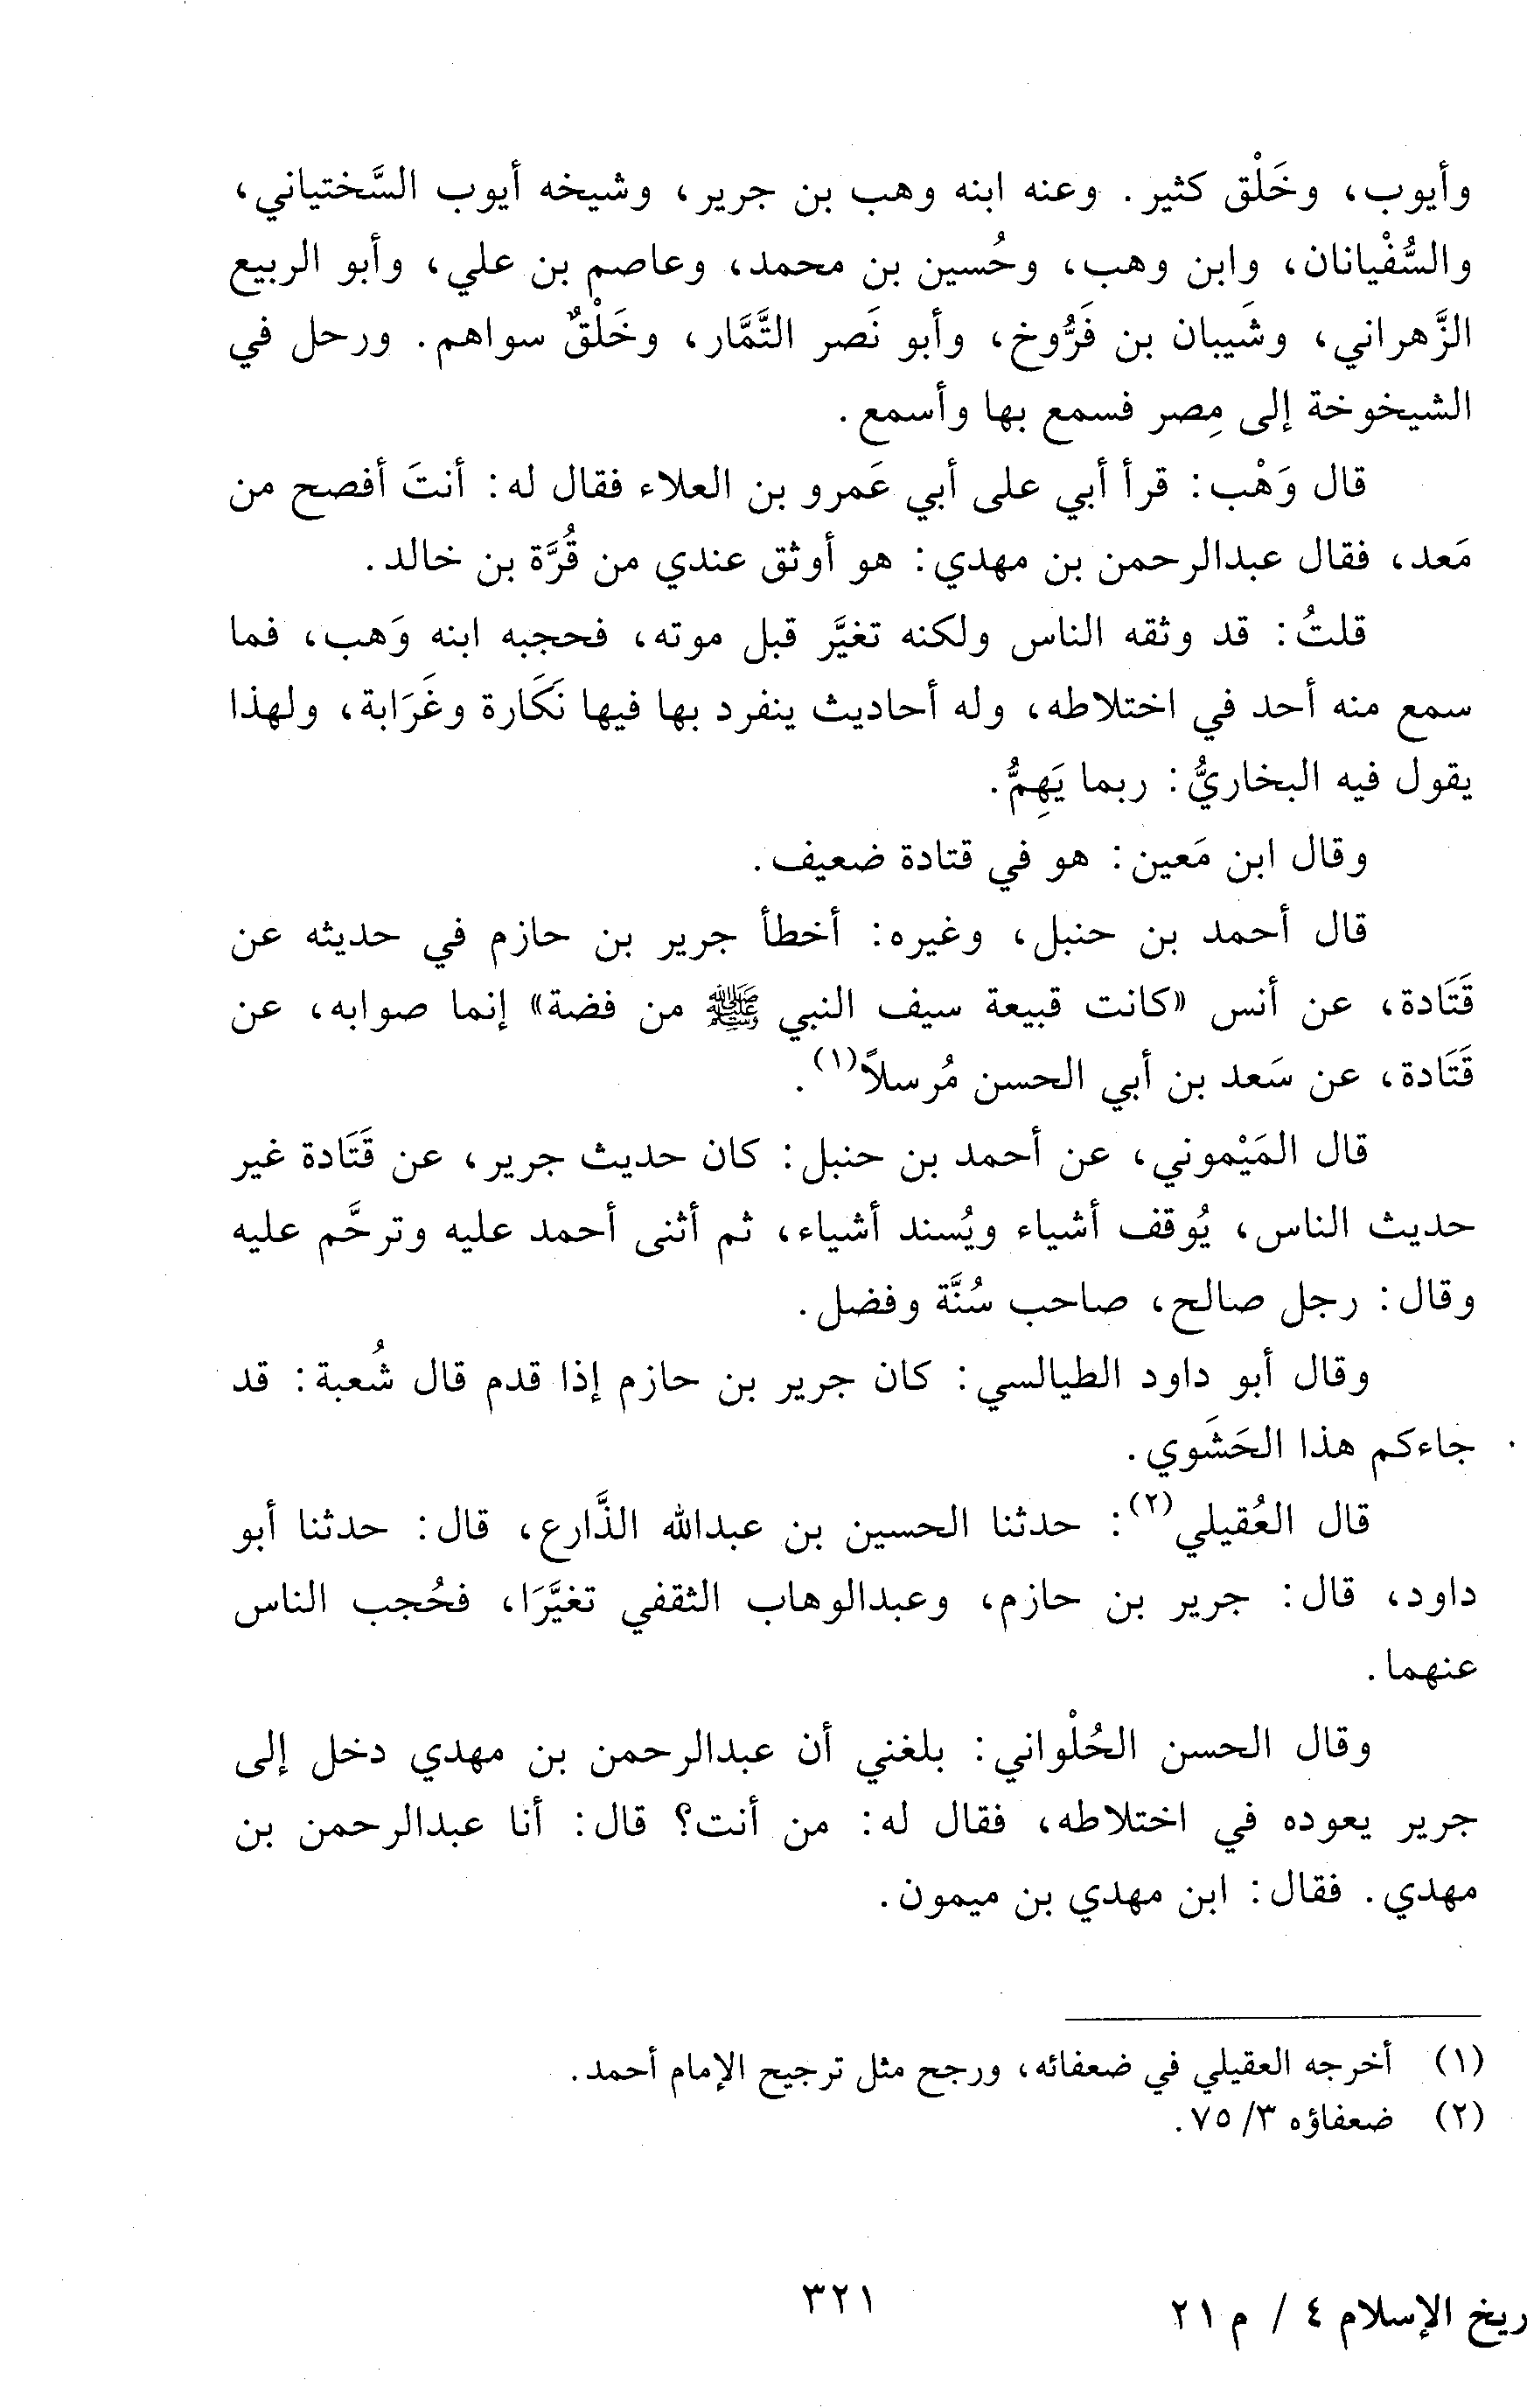 وأيوب، وخَلْق كثير. وعنه ابنه وهب بن جرير، وشيخه أيوب السَّختياني،
والسُّفْيانان، وابن وهب، وحُسين بن محمد، وعاصم بن علي، وأبو الربيع
الزَّهراني، وشَيبان بن فَرُّوخ، وأبو نَصر التَّمَّار، وخَلْقٌ سواهم. ورحل في
الشيخوخة إلى مِصر فسمع بها وأسمع.
قال وَهْب: قرأ أبي على أبي عَمرو بن العلاء فقال له: أنتَ أفصح من
مَعد، فقال عبدالرحمن بن مهدي: هو أوثق عندي من قُرَّة بن خالد.
قلتُ: قد وثقه الناس ولكنه تغيَّر قبل موته، فحجبه ابنه وَهب، فما
سمع منه أحد في اختلاطه، وله أحاديث ينفرد بها فيها نَكَارة وغَرَابة، ولهذا
يقول فيه البخاريُّ: ربما يَهِمُّ.
وقال ابن مَعين: هو في قتادة ضعيف.
قال أحمد بن حنبل، وغيره: أخطأ جرير بن حازم في حديثه عن
قَتَادة، عن أنس «كانت قبيعة سيف النبي ﷺ من فضة» إنما صوابه، عن
قَتَادة، عن سَعد بن أبي الحسن مُرسلاً(١).
قال المَيْموني، عن أحمد بن حنبل: كان حديث جرير، عن قَتَادة غير
حديث الناس، يُوقف أشياء ويُسند أشياء، ثم أثنى أحمد عليه وترحَّم عليه
وقال: رجل صالح، صاحب سُنَّة وفضل.
وقال أبو داود الطيالسي: كان جرير بن حازم إذا قدم قال شُعبة: قد
جاءكم هذا الحَشَوي.
قال العُقيلي(٢): حدثنا الحسين بن عبدالله الذَّارع، قال: حدثنا أبو
داود، قال: جرير بن حازم، وعبدالوهاب الثقفي تغيَّرَا، فحُجب الناس
عنهما.
وقال الحسن الحُلْواني: بلغني أن عبدالرحمن بن مهدي دخل إلى
جرير يعوده في اختلاطه، فقال له: من أنت؟ قال: أنا عبدالرحمن بن
مهدي. فقال: ابن مهدي بن ميمون.
(١) أخرجه العقيلي في ضعفائه، ورجح مثل ترجيح الإمام أحمد.
(٢) ضعفاؤه ٣/ ٧٥.
٣٢١
ريخ الإسلام ٤ / م ٢١